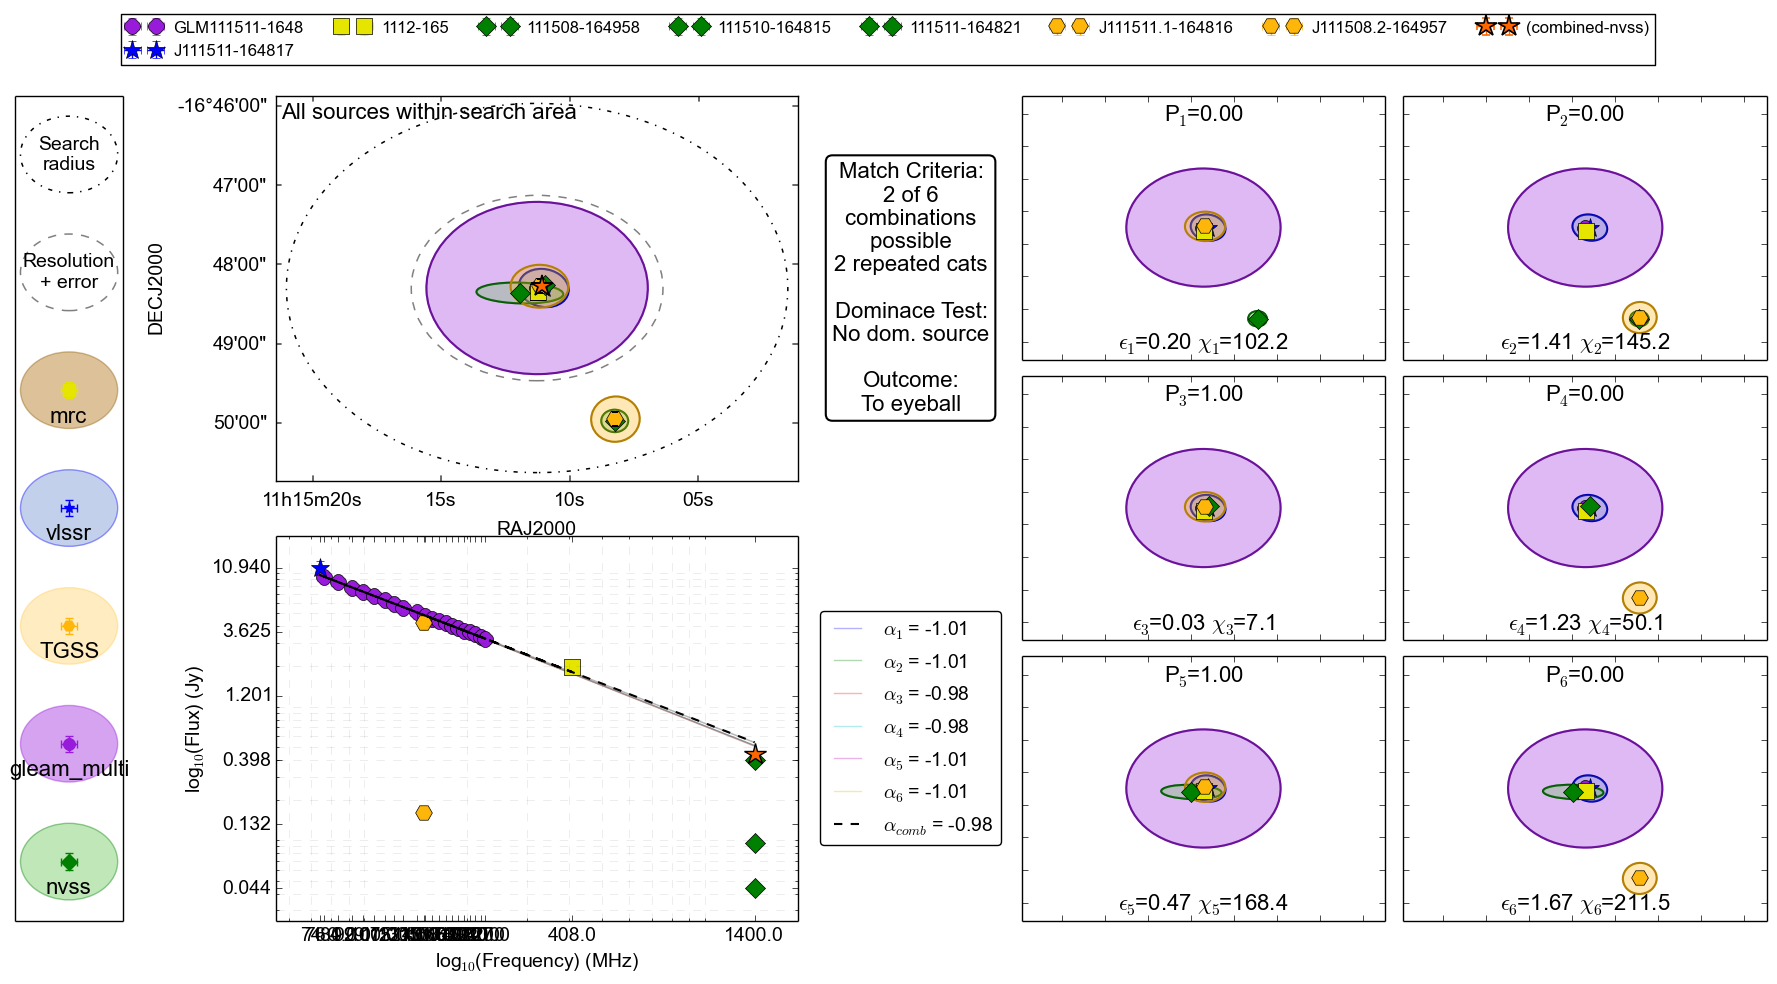 GLM111511-1648 1112-165 111508-164958 111510-164815 111511-164821 J111511.1-164816 J111508.2-164957 (combined-nvss)
J111511-164817
Search
radius
Resolution
+ error
mrc
vlssr
TGSS
gleam_multi
nvss
All sources within search area
-16°46'00"
47'00"
48'00"
49'00"
50'00"
DECJ2000
11h15m20s 15s 10s 05s
RAJ2000
10.940
3.625
1.201
0.398
0.132
0.044
log10(Flux) (Jy)
408.0 1400.0
log10(Frequency) (MHz)
Match Criteria:
2 of 6
combinations
possible
2 repeated cats
Dominace Test:
No dom. source
Outcome:
To eyeball
α1 = -1.01
α2 = -1.01
α3 = -0.98
α4 = -0.98
α5 = -1.01
α6 = -1.01
αcomb = -0.98
P1=0.00
ϵ1=0.20 χ1=102.2
P2=0.00
ϵ2=1.41 χ2=145.2
P3=1.00
ϵ3=0.03 χ3=7.1
P4=0.00
ϵ4=1.23 χ4=50.1
P5=1.00
ϵ5=0.47 χ5=168.4
P6=0.00
ϵ6=1.67 χ6=211.5